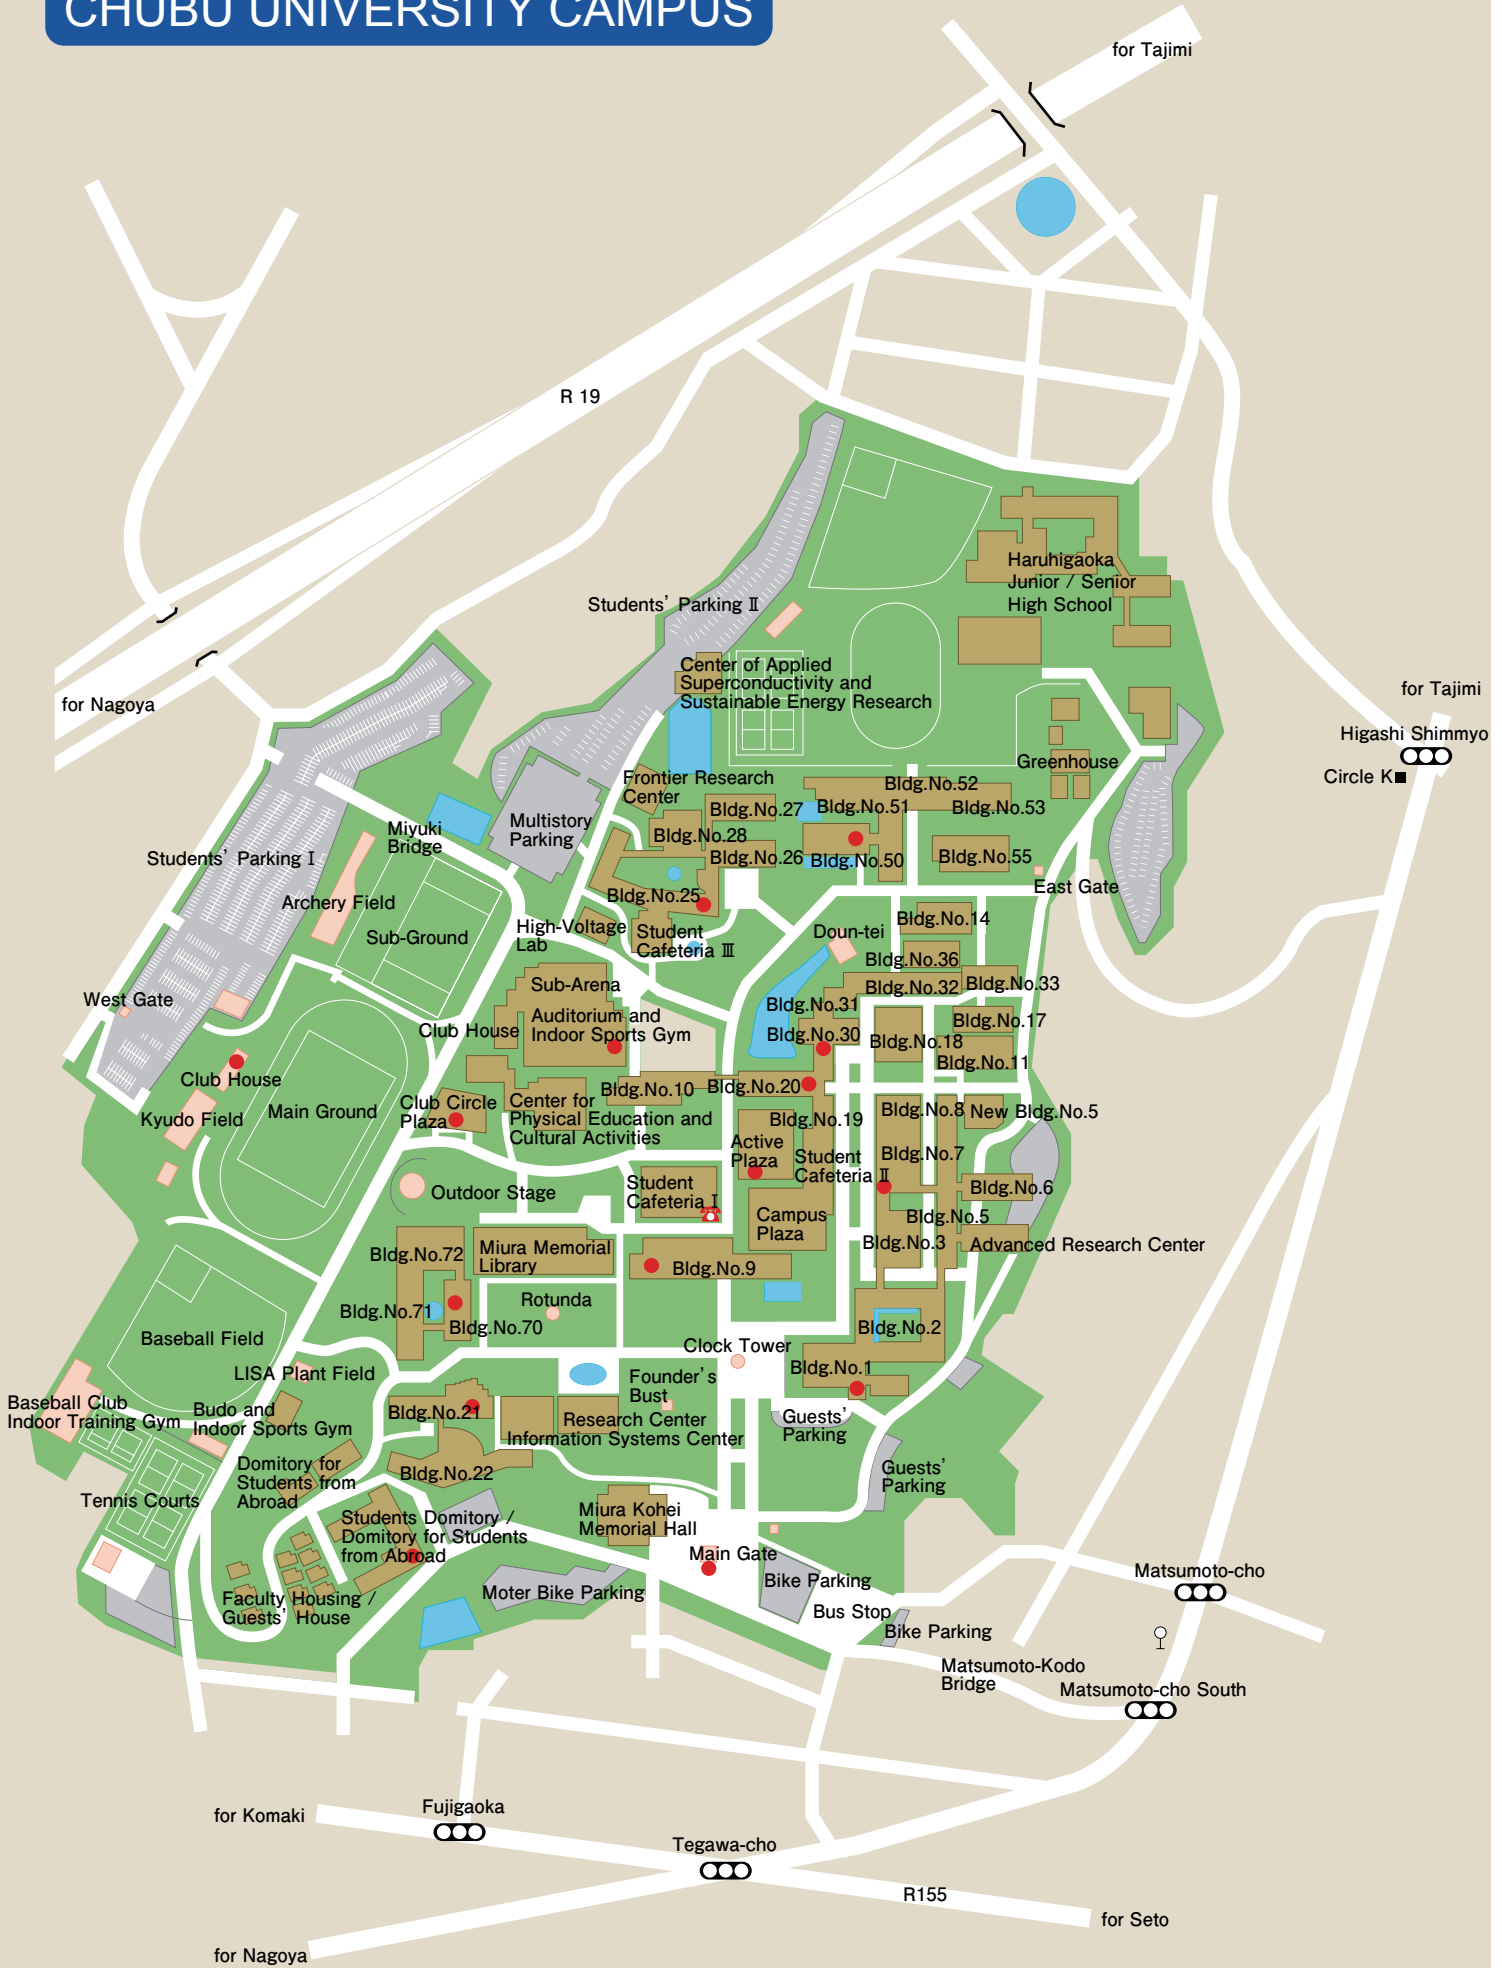 CHUBU UNIVERSITY CAMPUS
for Tajimi
R 19
Haruhigaoka
Junior / Senior
High School
Students' Parking Ⅱ
Center of Applied
Superconductivity and
Sustainable Energy Research
for Nagoya
for Tajimi
Higashi Shimmyo
Circle K
Greenhouse
Frontier Research
Center
Bldg.No.52
Bldg.No.27
Bldg.No.51
Bldg.No.53
Multistory
Parking
Miyuki
Bridge
Bldg.No.28
Bldg.No.26
Bldg.No.50
Bldg.No.55
Students' Parking Ⅰ
East Gate
Archery Field
Bldg.No.25
Sub-Ground
High-Voltage
Lab
Student
Cafeteria Ⅲ
Doun-tei
Bldg.No.14
Bldg.No.36
Sub-Arena
Bldg.No.32
Bldg.No.33
West Gate
Bldg.No.31
Auditorium and
Indoor Sports Gym
Club House
Bldg.No.30
Bldg.No.18
Bldg.No.17
Bldg.No.11
Club House
Bldg.No.10
Bldg.No.20
Kyudo Field
Main Ground
Club Circle
Plaza
Center for
Physical Education and
Cultural Activities
Bldg.No.19
Bldg.No.8
New Bldg.No.5
Active
Plaza
Student
Cafeteria Ⅱ
Bldg.No.7
Outdoor Stage
Student
Cafeteria Ⅰ
Bldg.No.6
Campus
Plaza
Bldg.No.5
Bldg.No.3
Advanced Research Center
Bldg.No.72
Miura Memorial
Library
Bldg.No.9
Bldg.No.71
Rotunda
Bldg.No.70
Bldg.No.2
Baseball Field
Clock Tower
LISA Plant Field
Founder's
Bust
Bldg.No.1
Baseball Club
Indoor Training Gym
Budo and
Indoor Sports Gym
Bldg.No.21
Research Center
Information Systems Center
Guests'
Parking
Domitory for
Students from
Abroad
Bldg.No.22
Guests'
Parking
Tennis Courts
Students Domitory /
Domitory for Students
from Abroad
Miura Kohei
Memorial Hall
Main Gate
Matsumoto-cho
Bike Parking
Moter Bike Parking
Faculty Housing /
Guests' House
Bus Stop
Bike Parking
Matsumoto-Kodo
Bridge
Matsumoto-cho South
for Komaki
Fujigaoka
Tegawa-cho
R155
for Seto
for Nagoya